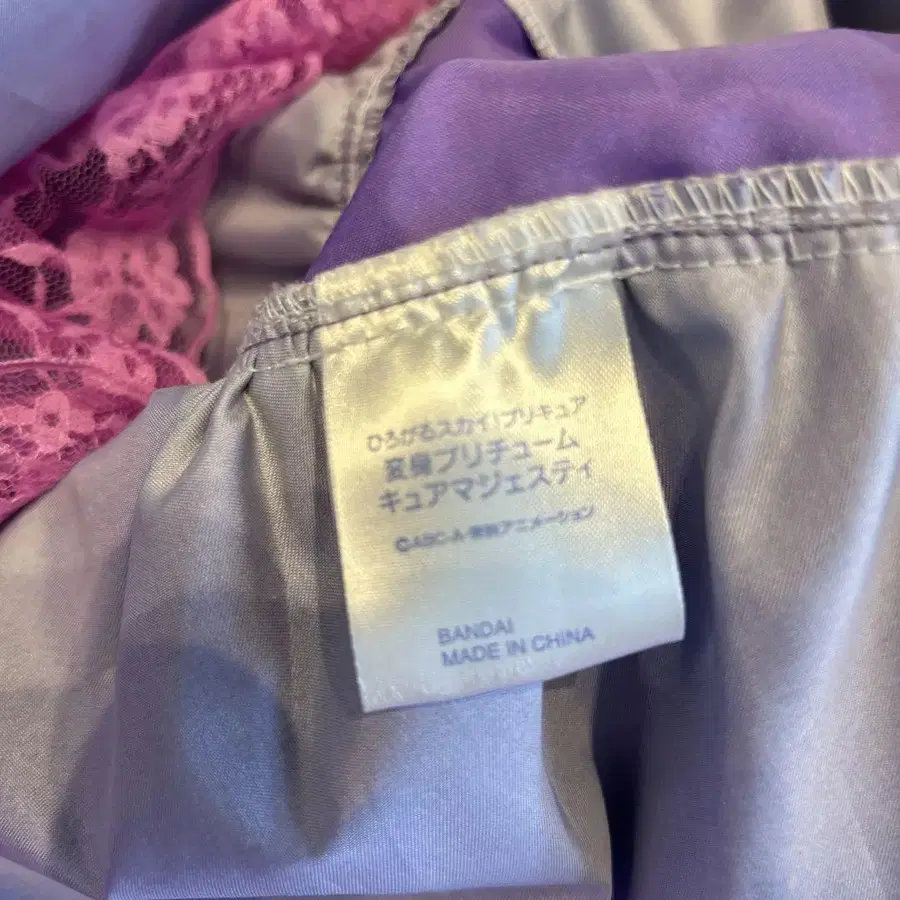 ひろがるスカイ!プリキュア
変身プリチューム
キュアマジェスティ
©ABC-A・東映アニメーション
BANDAI
MADE IN CHINA